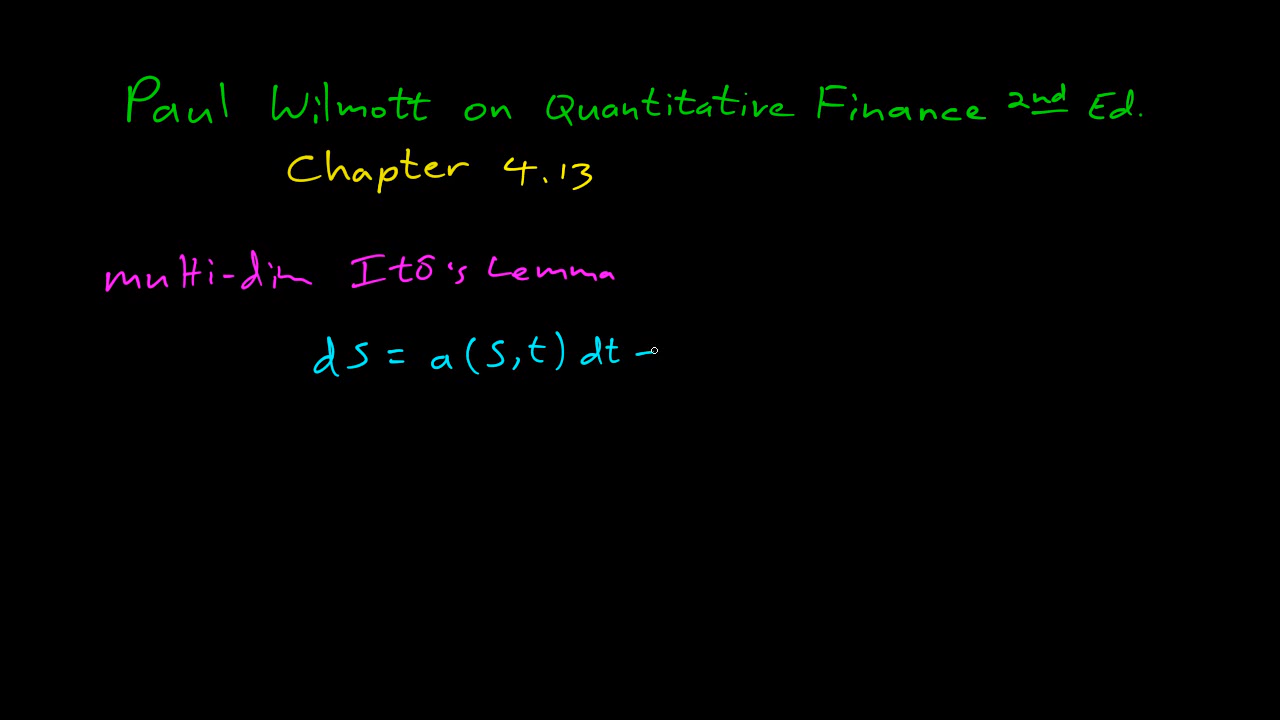 Paul Wilmott on Quantitative Finance 2nd Ed.
Chapter 4.13
multi-dim Itô's Lemma
dS = a(S,t) dt -